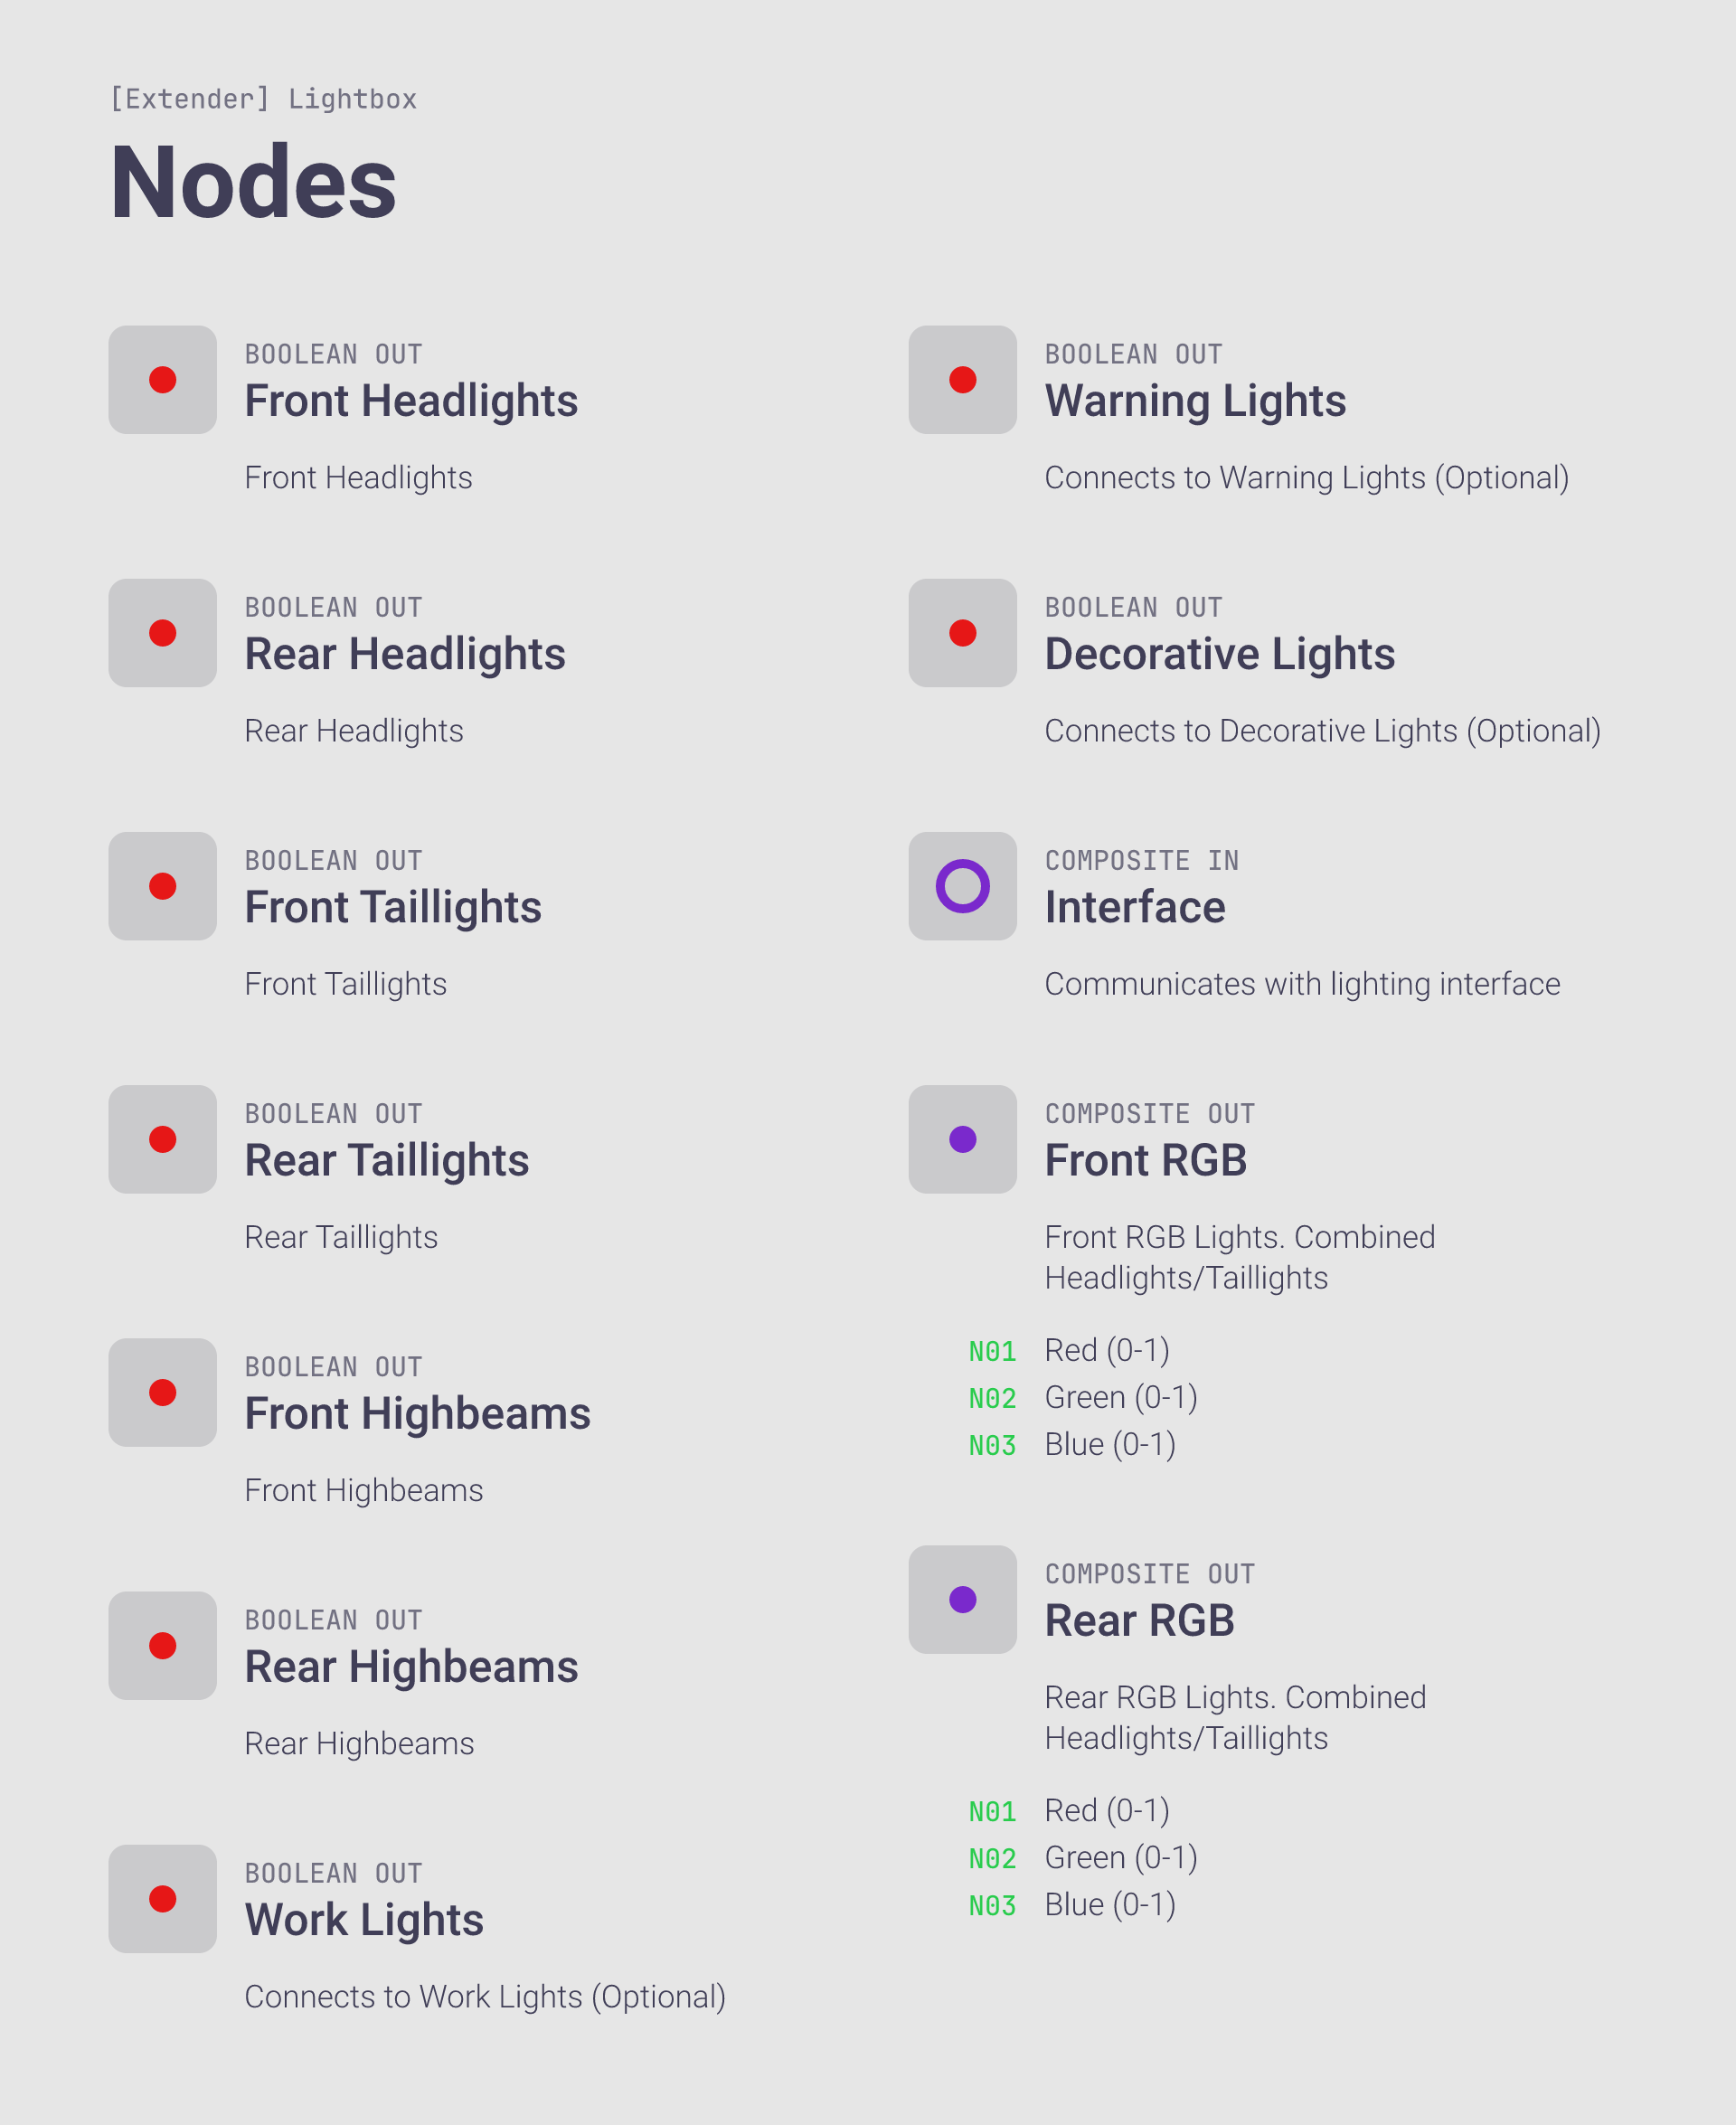 [Extender] Lightbox
Nodes
BOOLEAN OUT
Front Headlights
Front Headlights
BOOLEAN OUT
Rear Headlights
Rear Headlights
BOOLEAN OUT
Front Taillights
Front Taillights
BOOLEAN OUT
Rear Taillights
Rear Taillights
BOOLEAN OUT
Front Highbeams
Front Highbeams
BOOLEAN OUT
Rear Highbeams
Rear Highbeams
BOOLEAN OUT
Work Lights
Connects to Work Lights (Optional)
BOOLEAN OUT
Warning Lights
Connects to Warning Lights (Optional)
BOOLEAN OUT
Decorative Lights
Connects to Decorative Lights (Optional)
COMPOSITE IN
Interface
Communicates with lighting interface
COMPOSITE OUT
Front RGB
Front RGB Lights. Combined
Headlights/Taillights
N01 Red (0-1)
N02 Green (0-1)
N03 Blue (0-1)
COMPOSITE OUT
Rear RGB
Rear RGB Lights. Combined
Headlights/Taillights
N01 Red (0-1)
N02 Green (0-1)
N03 Blue (0-1)